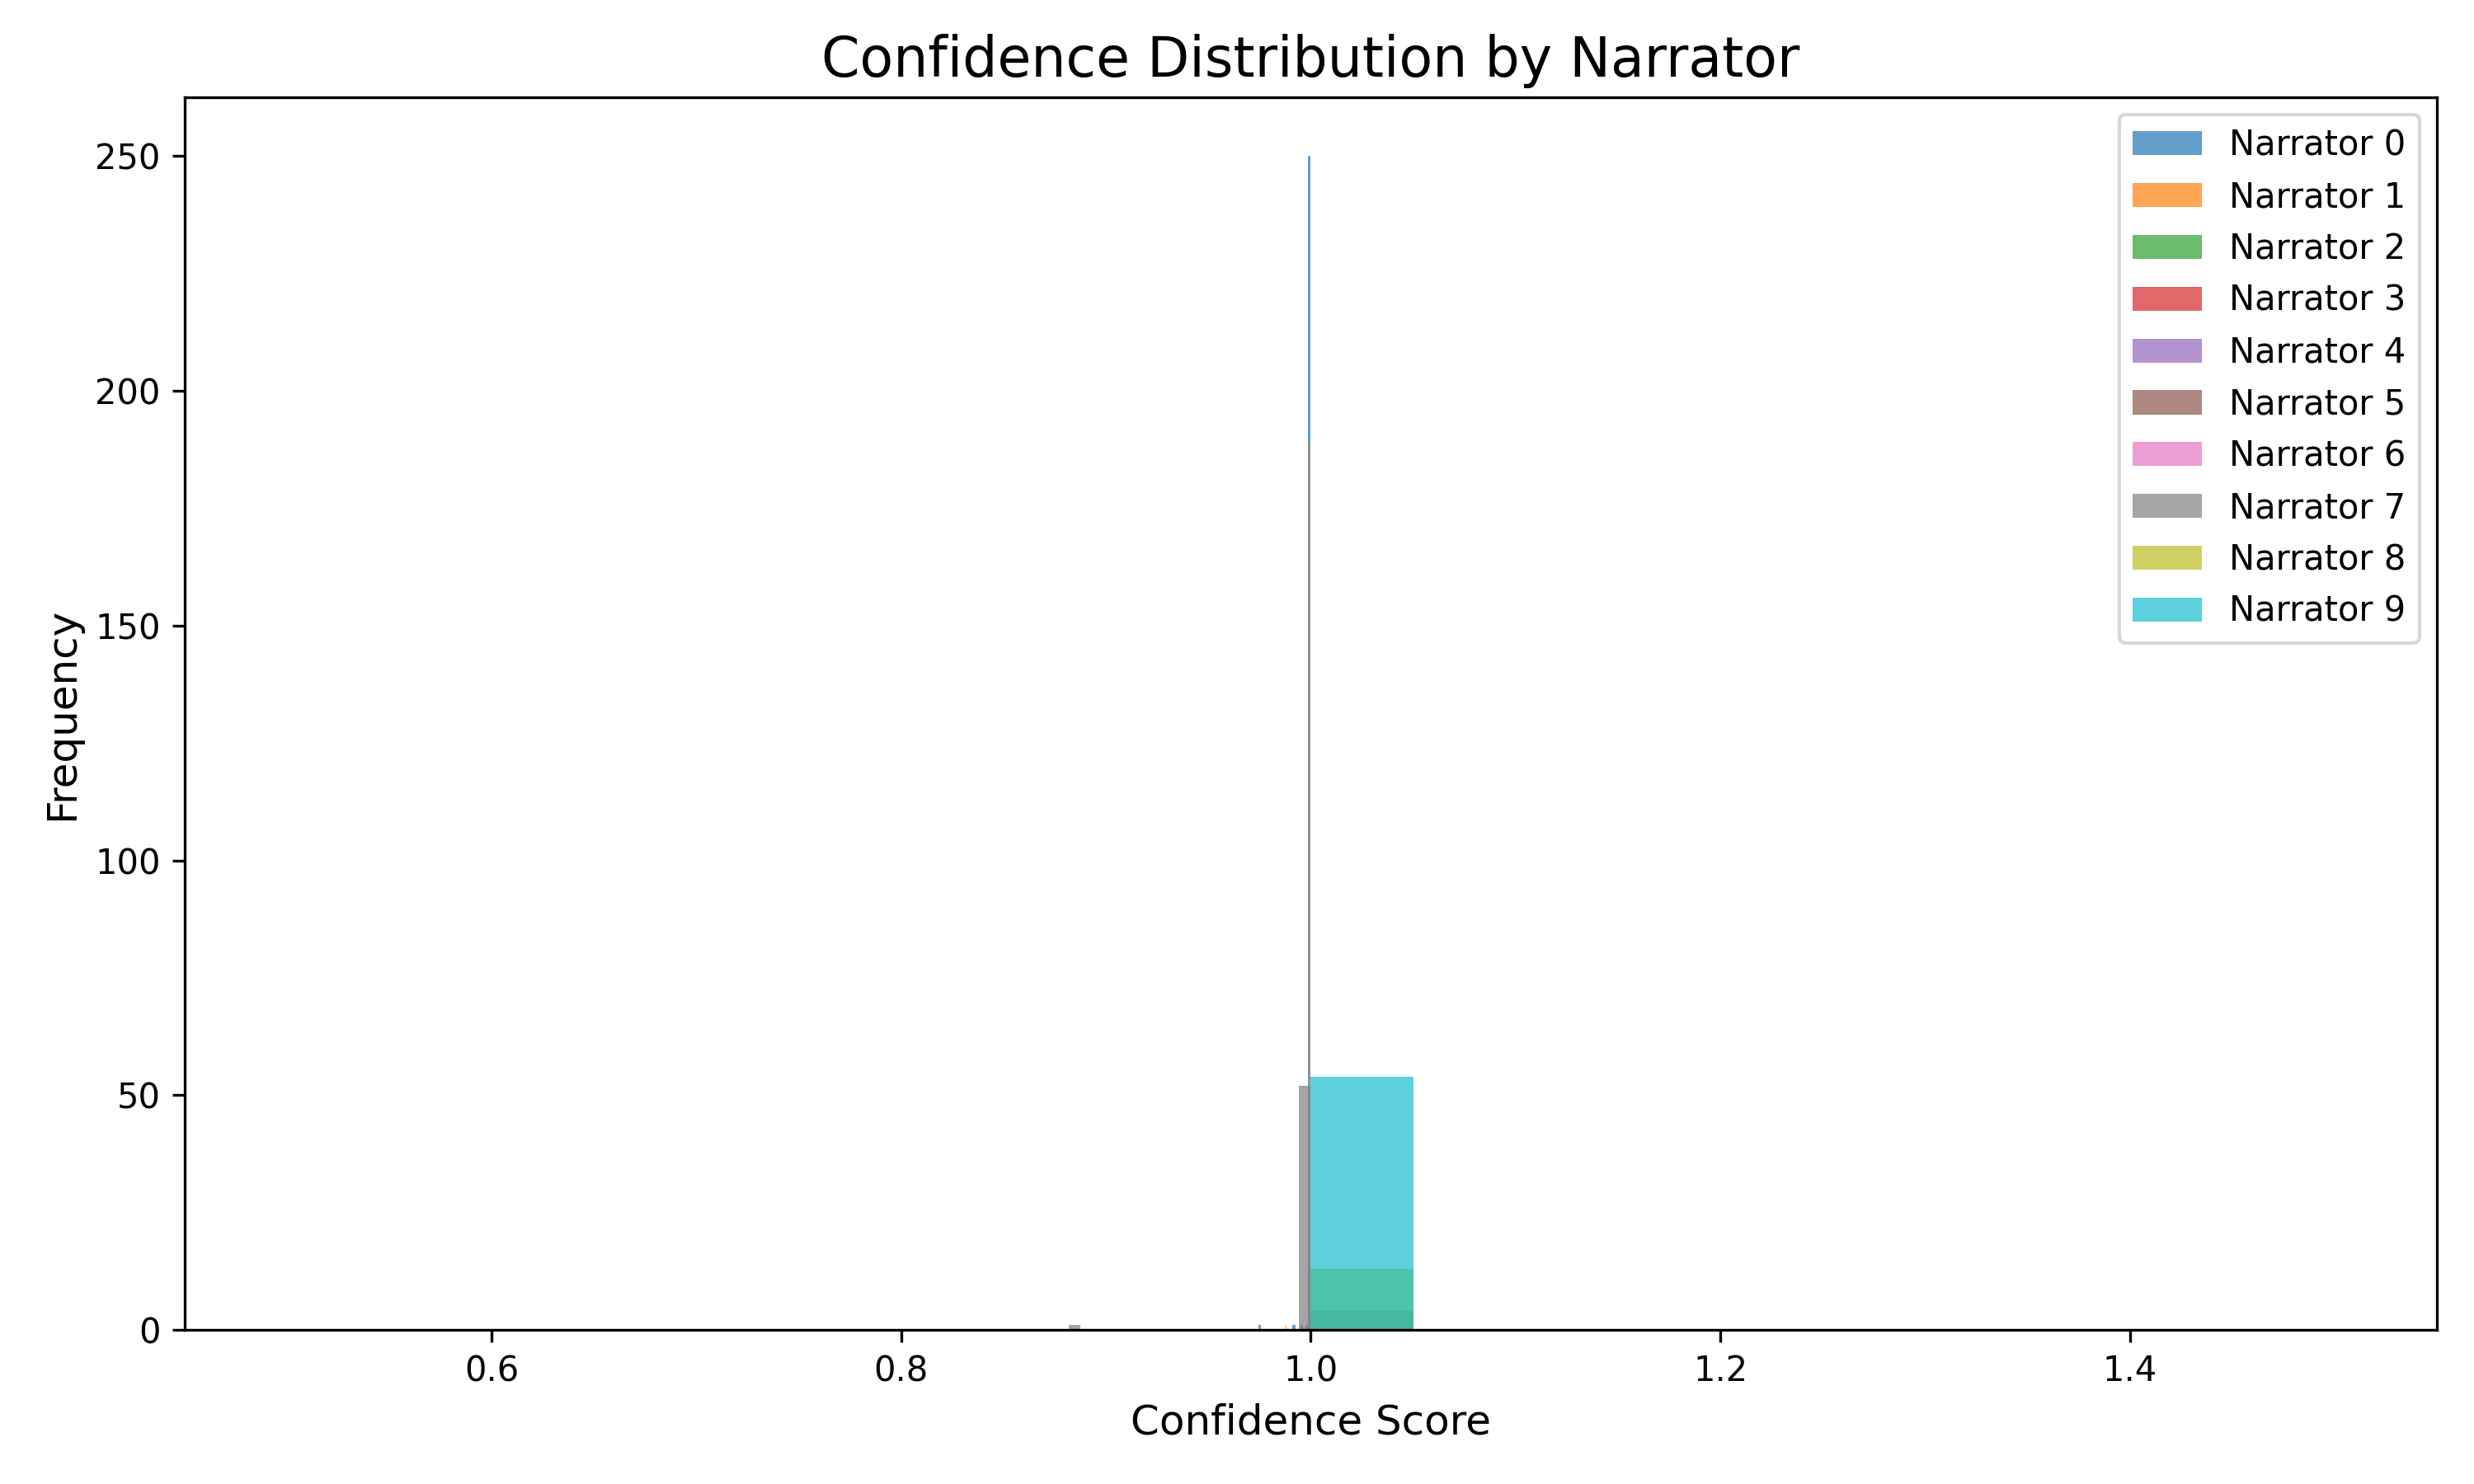 Confidence Distribution by Narrator
250
200
150
100
50
0
Frequency
0.6
0.8
1.0
1.2
1.4
Confidence Score
Narrator 0
Narrator 1
Narrator 2
Narrator 3
Narrator 4
Narrator 5
Narrator 6
Narrator 7
Narrator 8
Narrator 9